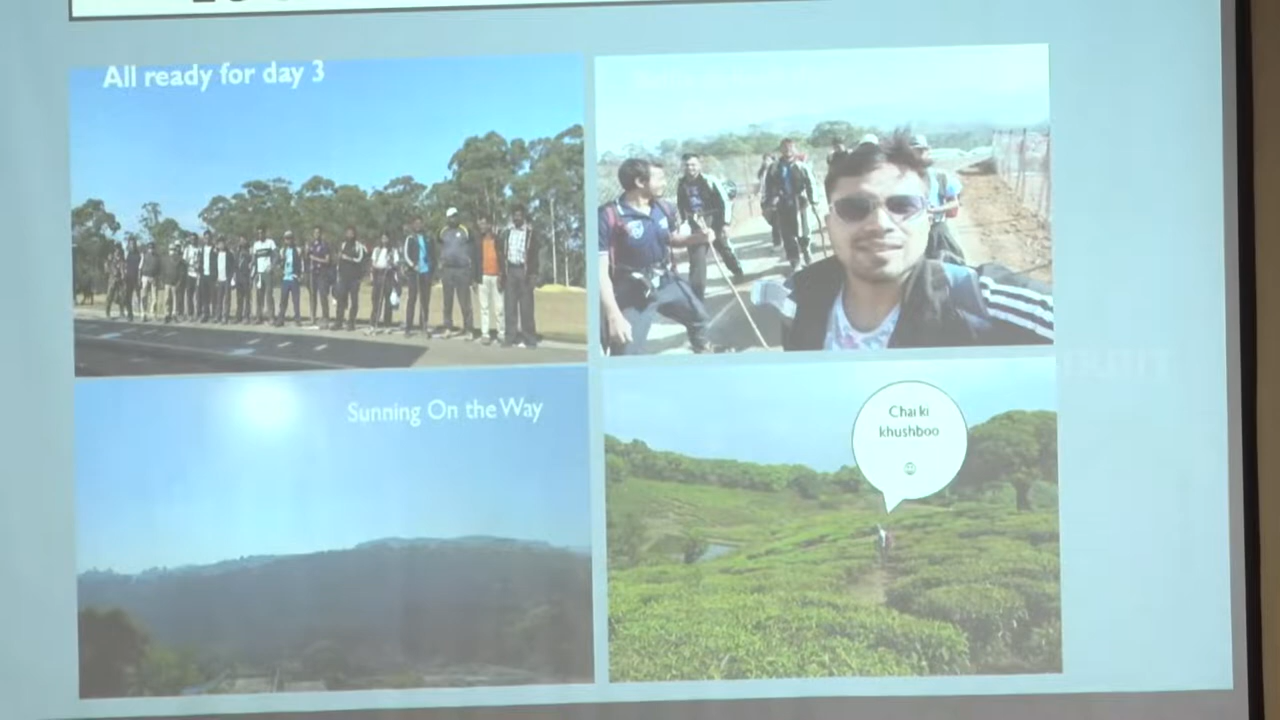 All ready for day 3
Sunning On the Way
Chai ki
khushboo